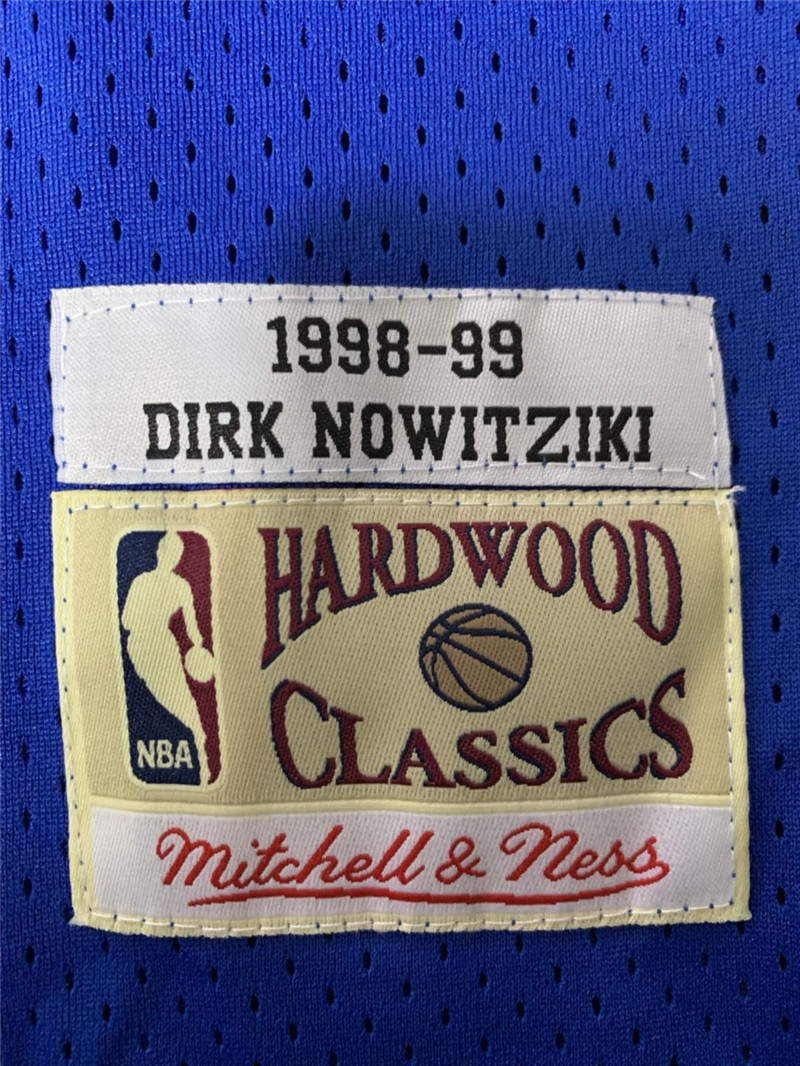 1998-99
DIRK NOWITZIKI
HARDWOOD
CLASSICS
NBA
Mitchell & Ness